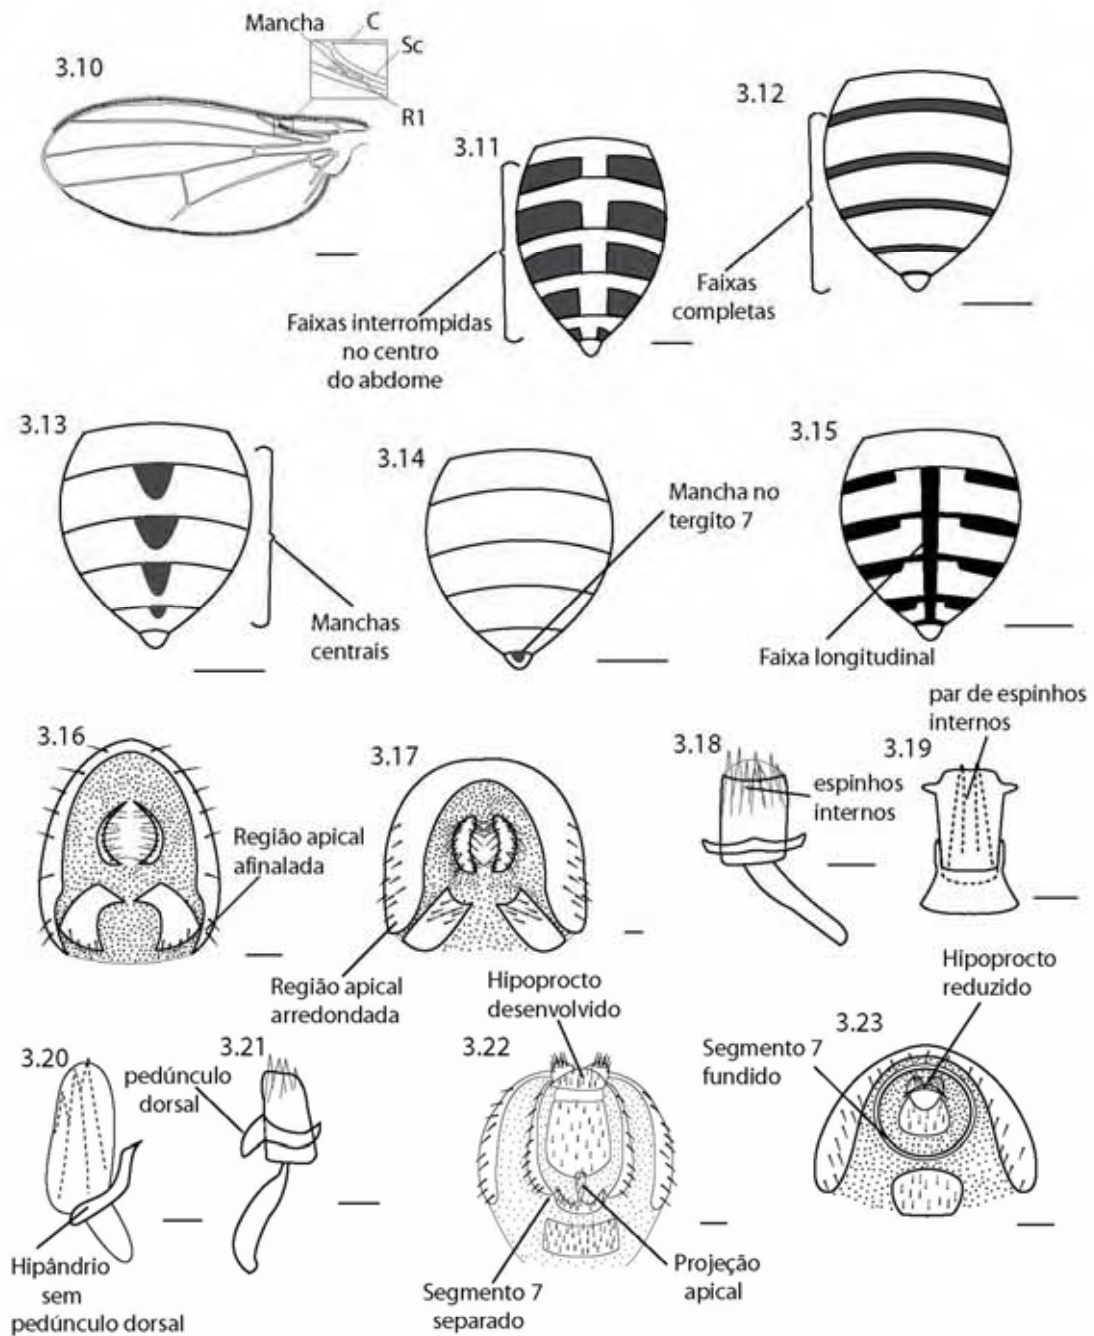 Mancha
C
Sc
R1
3.10
3.11
3.12
Faixas interrompidas
no centro
do abdome
Faixas
completas
3.13
3.14
3.15
Manchas
centrais
Mancha no
tergito 7
Faixa longitudinal
3.16
Região apical
afinalada
3.17
Região apical
arredondada
3.18
espinhos
internos
3.19
par de espinhos
internos
3.20
Hipândrio
sem
pedúnculo dorsal
3.21
pedúnculo
dorsal
3.22
Hipoprocto
desenvolvido
Segmento 7
separado
Projeção
apical
3.23
Hipoprocto
reduzido
Segmento 7
fundido